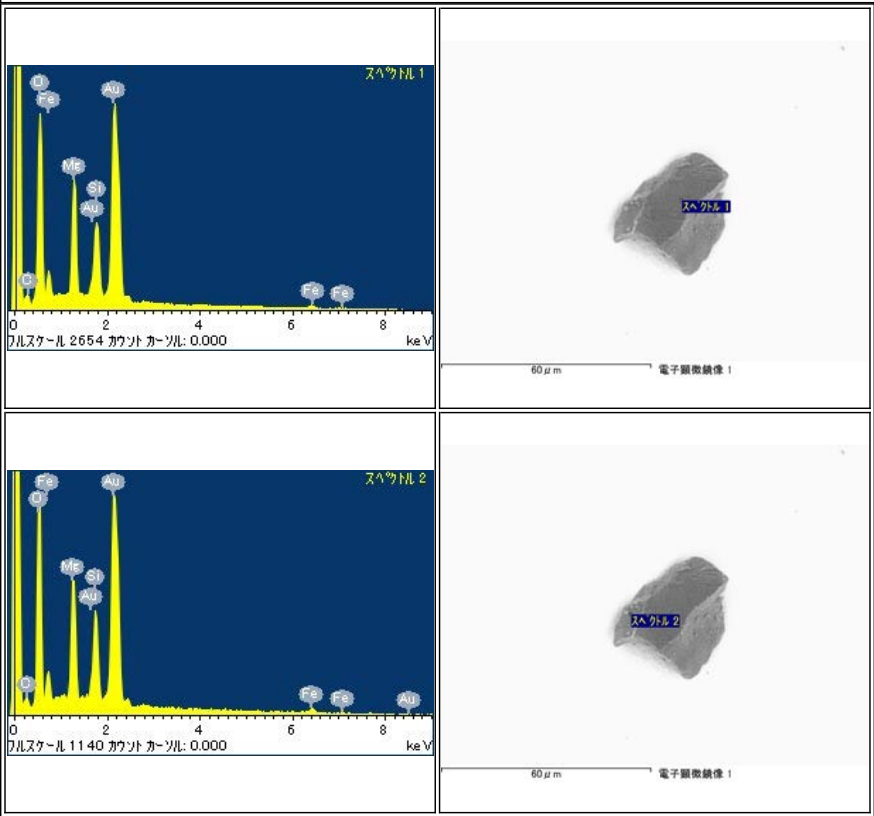 スペクトル 1
O
Fe
Au
Mg
Si
Au
C
Fe
Fe
0 2 4 6 8
フルスケール 2654 カウント カーソル: 0.000 keV
スペクトル 1
60μm 電子顕微鏡像 1
スペクトル 2
Fe
O
Au
Mg
Si
Au
C
Fe
Fe
Au
0 2 4 6 8
フルスケール 1140 カウント カーソル: 0.000 keV
スペクトル 2
60μm 電子顕微鏡像 1